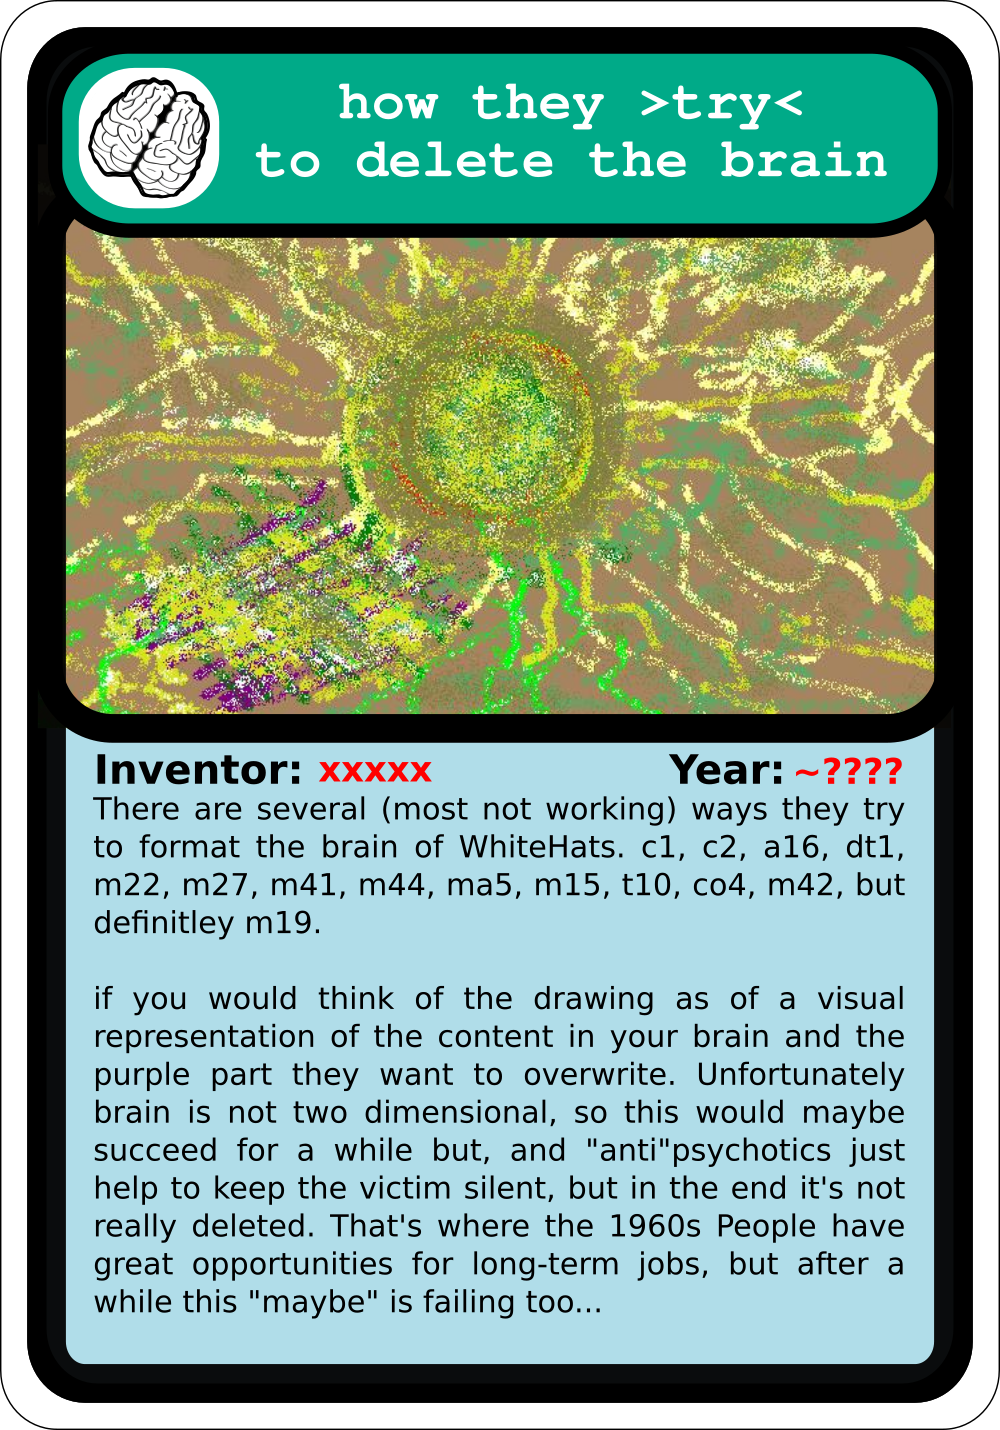 how they >try<
to delete the brain
Inventor: xxxxx Year: ~????
There are several (most not working) ways they try
to format the brain of WhiteHats. c1, c2, a16, dt1,
m22, m27, m41, m44, ma5, m15, t10, co4, m42, but
definitley m19.
if you would think of the drawing as of a visual
representation of the content in your brain and the
purple part they want to overwrite. Unfortunately
brain is not two dimensional, so this would maybe
succeed for a while but, and "anti"psychotics just
help to keep the victim silent, but in the end it's not
really deleted. That's where the 1960s People have
great opportunities for long-term jobs, but after a
while this "maybe" is failing too...